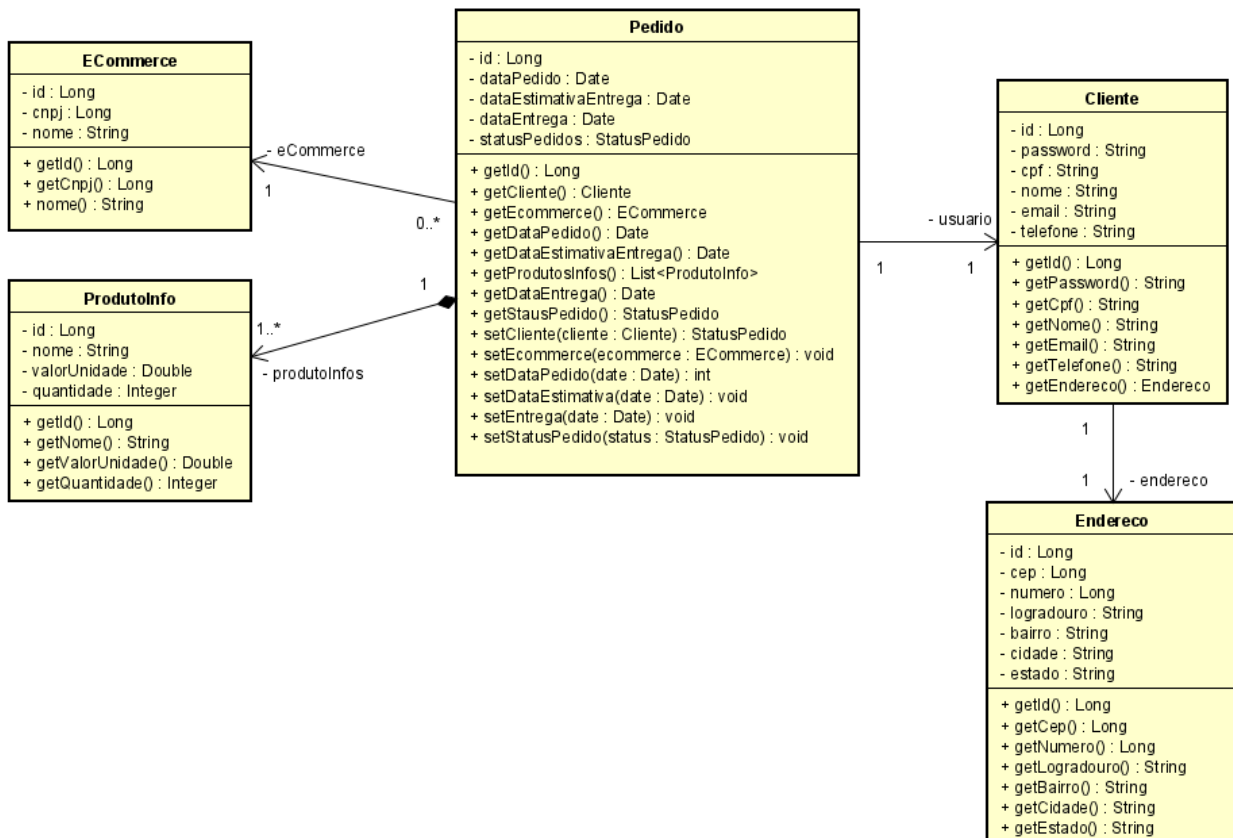 ECommerce
- id : Long
- cnpj : Long
- nome : String
+ getId() : Long
+ getCnpj() : Long
+ nome() : String
- eCommerce
1
0..*
Pedido
- id : Long
- dataPedido : Date
- dataEstimativaEntrega : Date
- dataEntrega : Date
- statusPedidos : StatusPedido
+ getId() : Long
+ getCliente() : Cliente
+ getEcommerce() : ECommerce
+ getDataPedido() : Date
+ getDataEstimativaEntrega() : Date
+ getProdutosInfos() : List<ProdutoInfo>
+ getDataEntrega() : Date
+ getStausPedido() : StatusPedido
+ setCliente(cliente : Cliente) : StatusPedido
+ setEcommerce(ecommerce : ECommerce) : void
+ setDataPedido(date : Date) : int
+ setDataEstimativa(date : Date) : void
+ setEntrega(date : Date) : void
+ setStatusPedido(status : StatusPedido) : void
ProdutoInfo
- id : Long
- nome : String
- valorUnidade : Double
- quantidade : Integer
+ getId() : Long
+ getNome() : String
+ getValorUnidade() : Double
+ getQuantidade() : Integer
1
1..*
- produtoInfos
- usuario
1
1
Cliente
- id : Long
- password : String
- cpf : String
- nome : String
- email : String
- telefone : String
+ getId() : Long
+ getPassword() : String
+ getCpf() : String
+ getNome() : String
+ getEmail() : String
+ getTelefone() : String
+ getEndereco() : Endereco
1
1
- endereco
Endereco
- id : Long
- cep : Long
- numero : Long
- logradouro : String
- bairro : String
- cidade : String
- estado : String
+ getId() : Long
+ getCep() : Long
+ getNumero() : Long
+ getLogradouro() : String
+ getBairro() : String
+ getCidade() : String
+ getEstado() : String